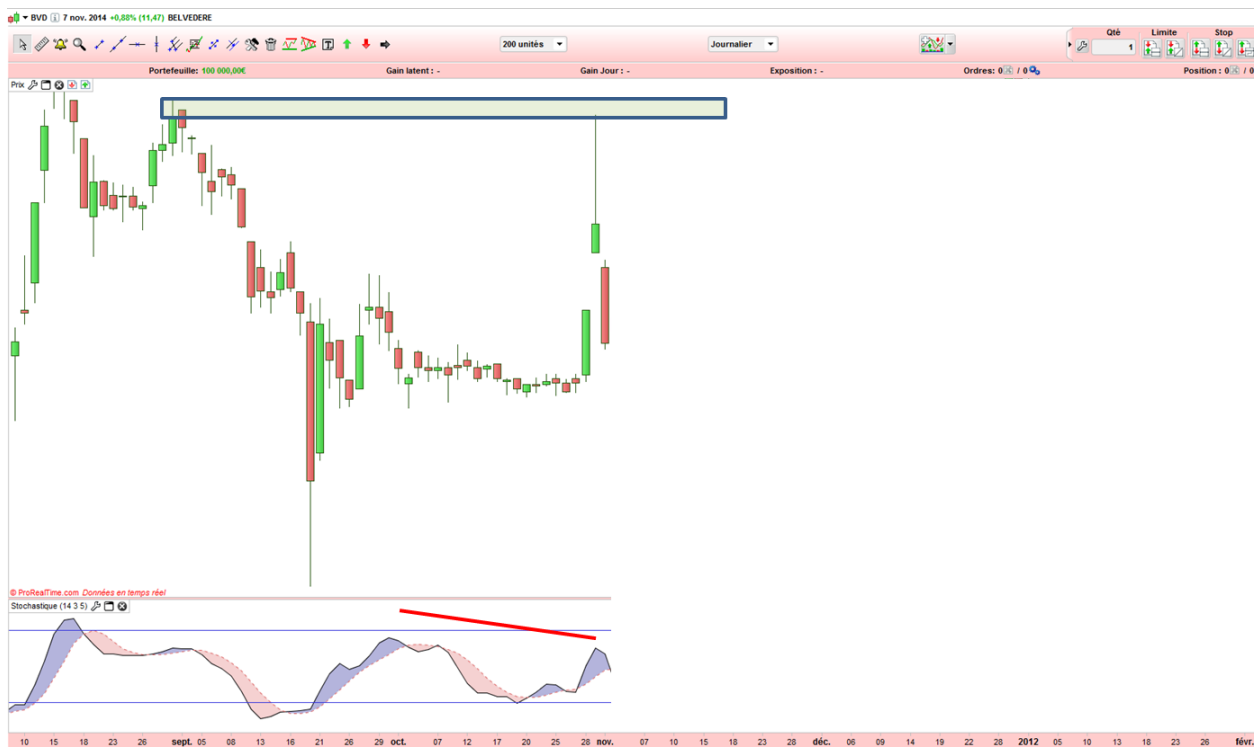 BVD 7 nov. 2014 +0,88% (11,47) BELVEDERE
200 unités Journalier Qté 1 Limite Stop
Portefeuille: 100 000,00€ Gain latent : - Gain Jour : - Exposition : - Ordres: 0 / 0 Position : 0 / 0
Prix
© ProRealTime.com Données en temps réel
Stochastique (14 3 5)
10 15 18 23 26 sept. 05 08 13 16 21 26 29 oct. 07 12 17 20 25 28 nov. 07 10 15 18 23 28 déc. 06 09 14 19 22 28 2012 05 10 13 18 23 26 févr.